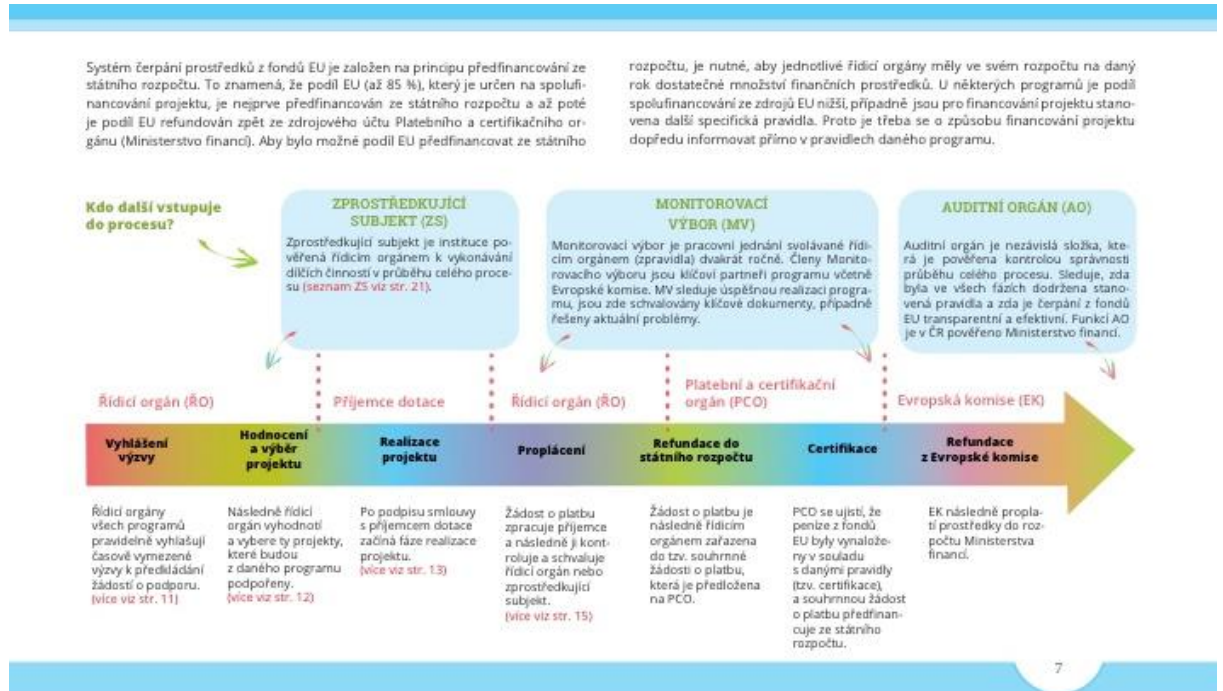 Systém čerpání prostředků z fondů EU je založen na principu předfinancování ze
státního rozpočtu. To znamená, že podíl EU (až 85 %), který je určen na spolufi-
nancování projektu, je nejprve předfinancován ze státního rozpočtu a až poté
je podíl EU refundován zpět ze zdrojového účtu Platebního a certifikačního or-
gánu (Ministerstvo financí). Aby bylo možné podíl EU předfinancovat ze státního
rozpočtu, je nutné, aby jednotlivé řídicí orgány měly ve svém rozpočtu na daný
rok dostatečné množství finančních prostředků. U některých programů je podíl
spolufinancování ze zdrojů EU nižší, případně jsou pro financování projektu stano-
vena další specifická pravidla. Proto je třeba se o způsobu financování projektu
dopředu informovat přímo v pravidlech daného programu.
Kdo další vstupuje
do procesu?
ZPROSTŘEDKUJÍCÍ
SUBJEKT (ZS)
Zprostředkující subjekt je instituce po-
věřená řídicím orgánem k vykonávání
dílčích činností v průběhu celého proce-
su (seznam ZS viz str. 21).
MONITOROVACÍ
VÝBOR (MV)
Monitorovací výbor je pracovní jednání svolávané řídi-
cím orgánem (zpravidla) dvakrát ročně. Členy Monito-
rovacího výboru jsou klíčoví partneři programu včetně
Evropské komise. MV sleduje úspěšnou realizaci progra-
mu, jsou zde schvalovány klíčové dokumenty, případně
řešeny aktuální problémy.
AUDITNÍ ORGÁN (AO)
Auditní orgán je nezávislá složka, kte-
rá je pověřena kontrolou správnosti
průběhu celého procesu. Sleduje, zda
byla ve všech fázích dodržena stano-
vená pravidla a zda je čerpání z fondů
EU transparentní a efektivní. Funkcí AO
je v ČR pověřeno Ministerstvo financí.
Řídicí orgán (ŘO)
Příjemce dotace
Řídicí orgán (ŘO)
Platební a certifikační
orgán (PCO)
Evropská komise (EK)
Vyhlášení
výzvy
Hodnocení
a výběr
projektu
Realizace
projektu
Proplácení
Refundace do
státního rozpočtu
Certifikace
Refundace
z Evropské komise
Řídicí orgány
všech programů
pravidelně vyhlašují
časově vymezené
výzvy k předkládání
žádostí o podporu.
(více viz str. 11)
Následně řídicí
orgán vyhodnotí
a vybere ty projekty,
které budou
z daného programu
podpořeny.
(více viz str. 12)
Po podpisu smlouvy
s příjemcem dotace
začíná fáze realizace
projektu.
(více viz str. 13)
Žádost o platbu
zpracuje příjemce
a následně ji kont-
roluje a schvaluje
řídicí orgán nebo
zprostředkující
subjekt.
(více viz str. 15)
Žádost o platbu je
následně řídicím
orgánem zařazena
do tzv. souhrnné
žádosti o platbu,
která je předložena
na PCO.
PCO se ujistí, že
peníze z fondů
EU byly vynalože-
ny v souladu
s danými pravidly
(tzv. certifikace),
a souhrnnou žádost
o platbu předfinan-
cuje ze státního
rozpočtu.
EK následně propla-
tí prostředky do roz-
počtu Ministerstva
financí.
7